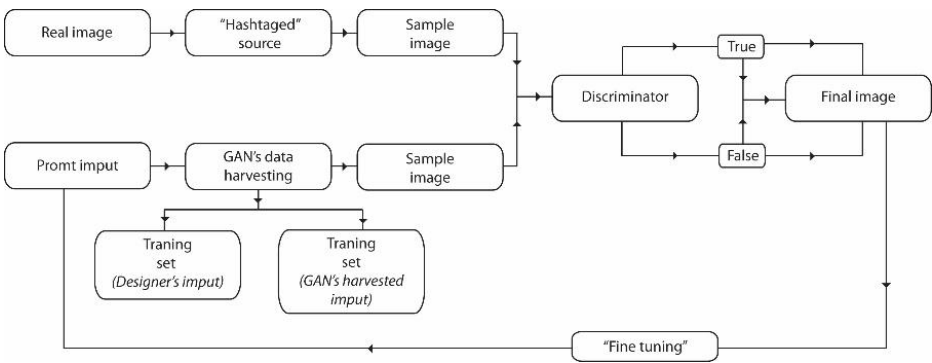 Real image
“Hashtaged”
source
Sample
image
True
Discriminator
Final image
Promt imput
GAN’s data
harvesting
Sample
image
False
Traning
set
(Designer’s imput)
Traning
set
(GAN’s harvested
imput)
“Fine tuning”